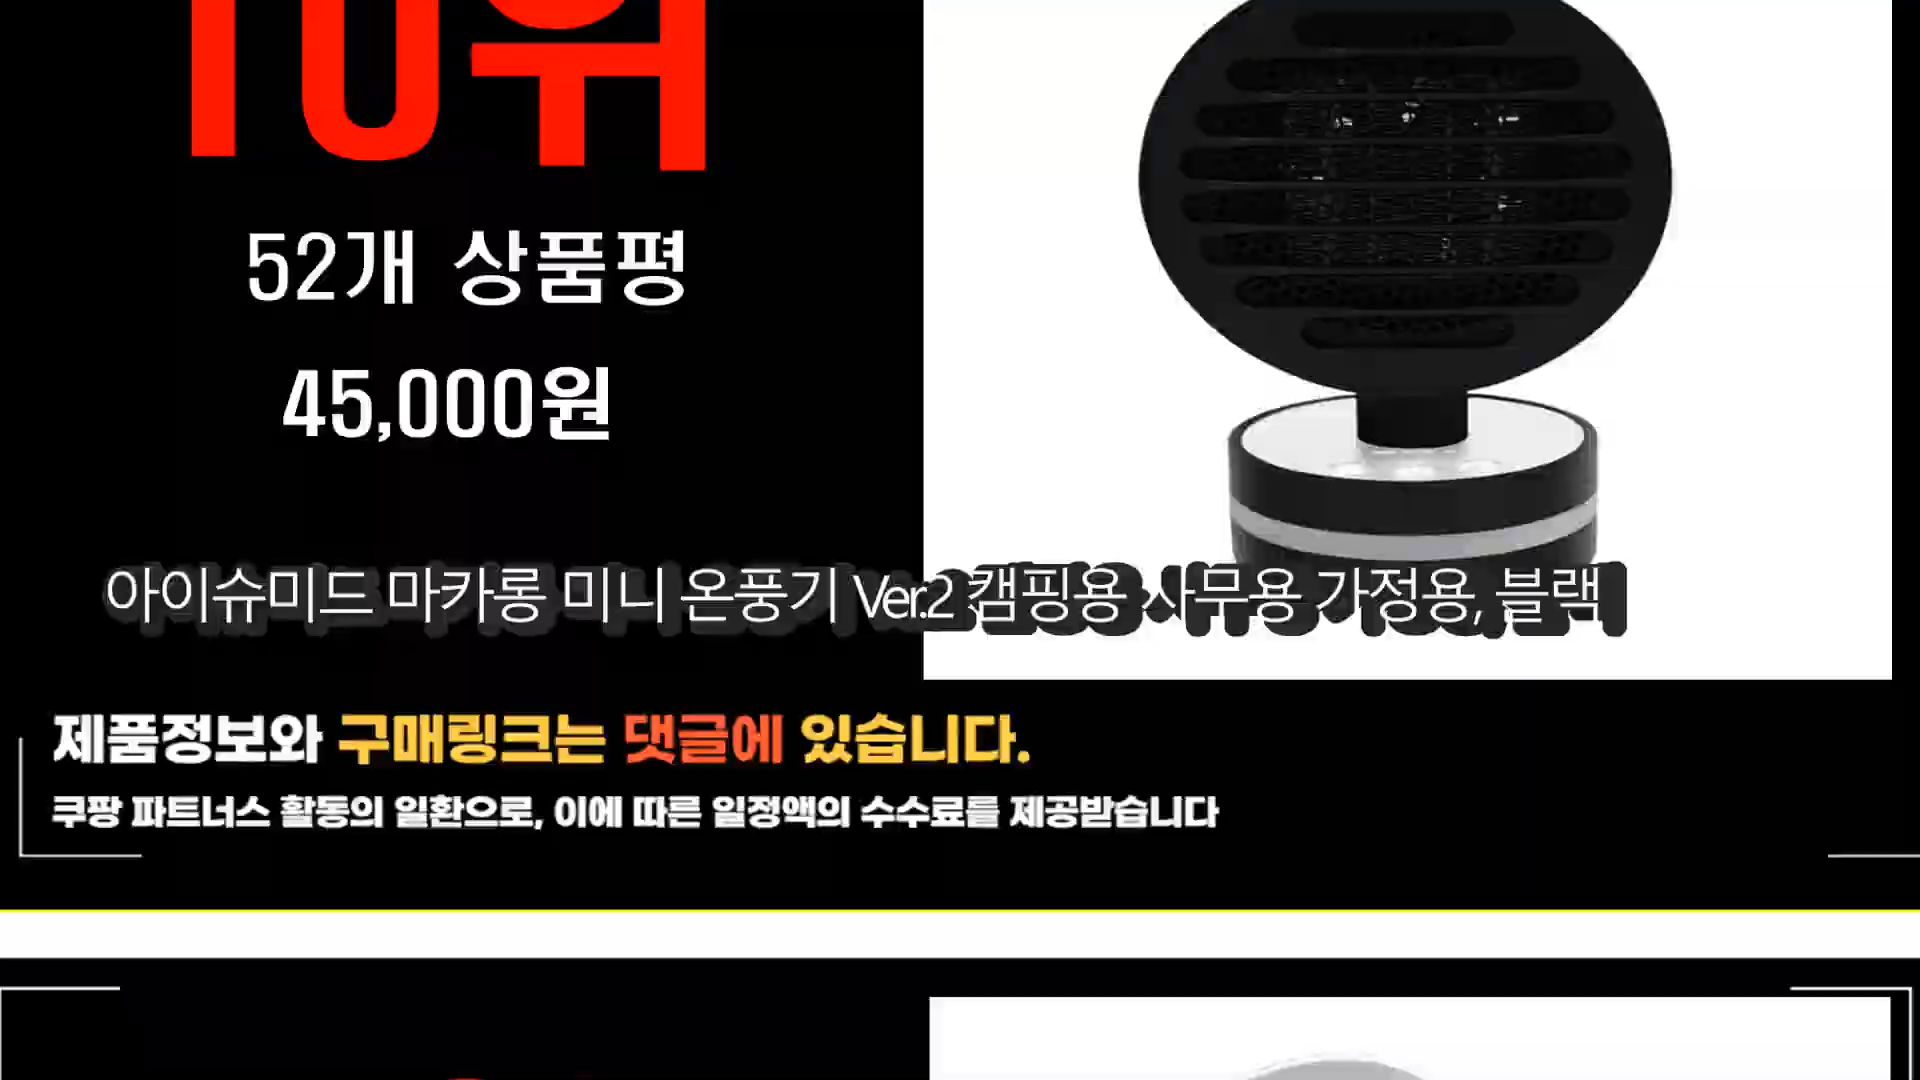 10위
52개 상품평
45,000원
아이슈미드 마카롱 미니 온풍기 Ver.2 캠핑용 사무용 가정용, 블랙
제품정보와 구매링크는 댓글에 있습니다.
쿠팡 파트너스 활동의 일환으로, 이에 따른 일정액의 수수료를 제공받습니다